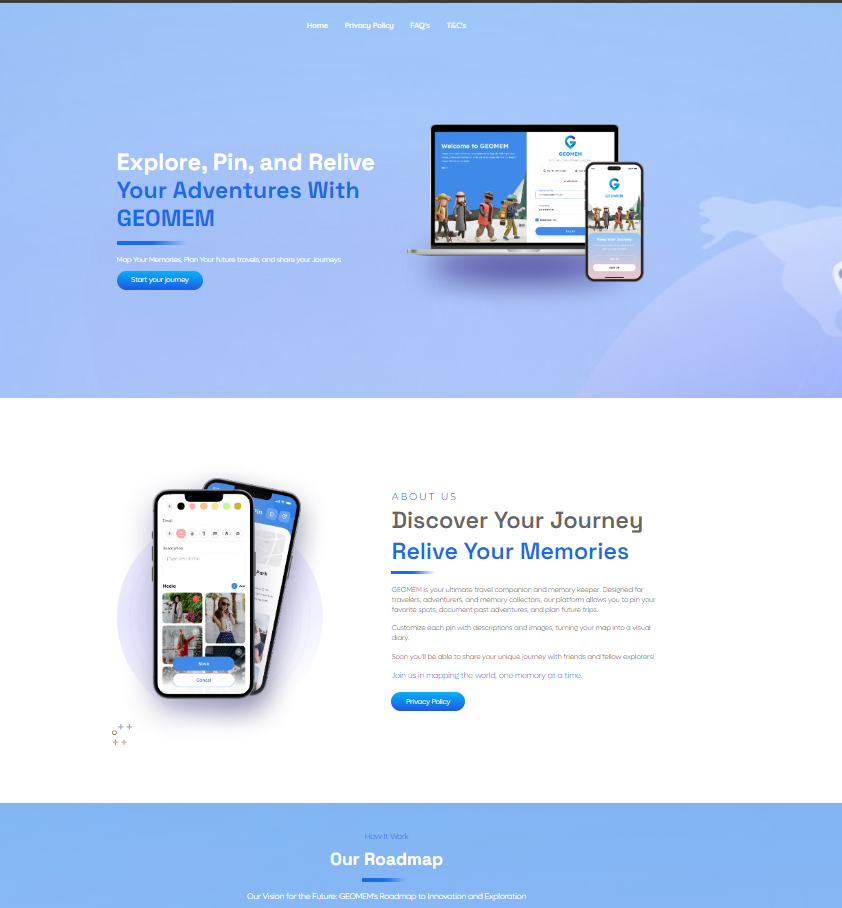 Home Privacy Policy FAQ's T&C's
Explore, Pin, and Relive
Your Adventures With
GEOMEM
Map Your Memories, Plan Your future travels, and share your Journeys
Start your journey
Welcome to GEOMEM
GEOMEM
GEOMEM
SIGN UP
Email
Description
Media
Save
Cancel
Pin
Park
ABOUT US
Discover Your Journey
Relive Your Memories
GEOMEM is your ultimate travel companion and memory keeper. Designed for
travelers, adventurers, and memory collectors, our platform allows you to pin your
favorite spots, document past adventures, and plan future trips.
Customize each pin with descriptions and images, turning your map into a visual
diary.
Soon you'll be able to share your unique journey with friends and fellow explorers!
Join us in mapping the world, one memory at a time.
Privacy Policy
How It Work
Our Roadmap
Our Vision for the Future: GEOMEM's Roadmap to Innovation and Exploration